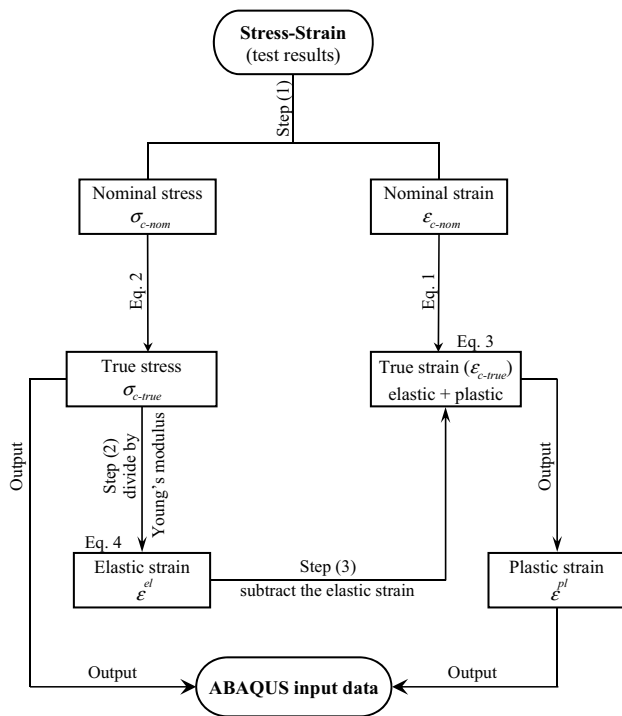 Stress-Strain
(test results)
Step (1)
Nominal stress
σc-nom
Nominal strain
εc-nom
Eq. 2
Eq. 1
Eq. 3
True stress
σc-true
True strain (εc-true)
elastic + plastic
Output
Step (2)
divide by
Young's modulus
Output
Eq. 4
Elastic strain
ε^el
Step (3)
subtract the elastic strain
Plastic strain
ε^pl
Output
Output
ABAQUS input data